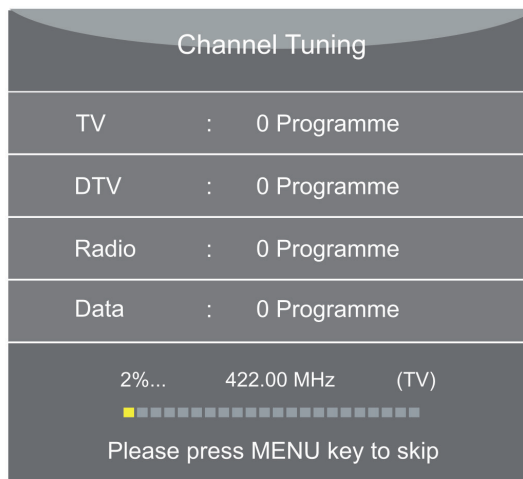 Channel Tuning
TV : 0 Programme
DTV : 0 Programme
Radio : 0 Programme
Data : 0 Programme
2%... 422.00 MHz (TV)
Please press MENU key to skip